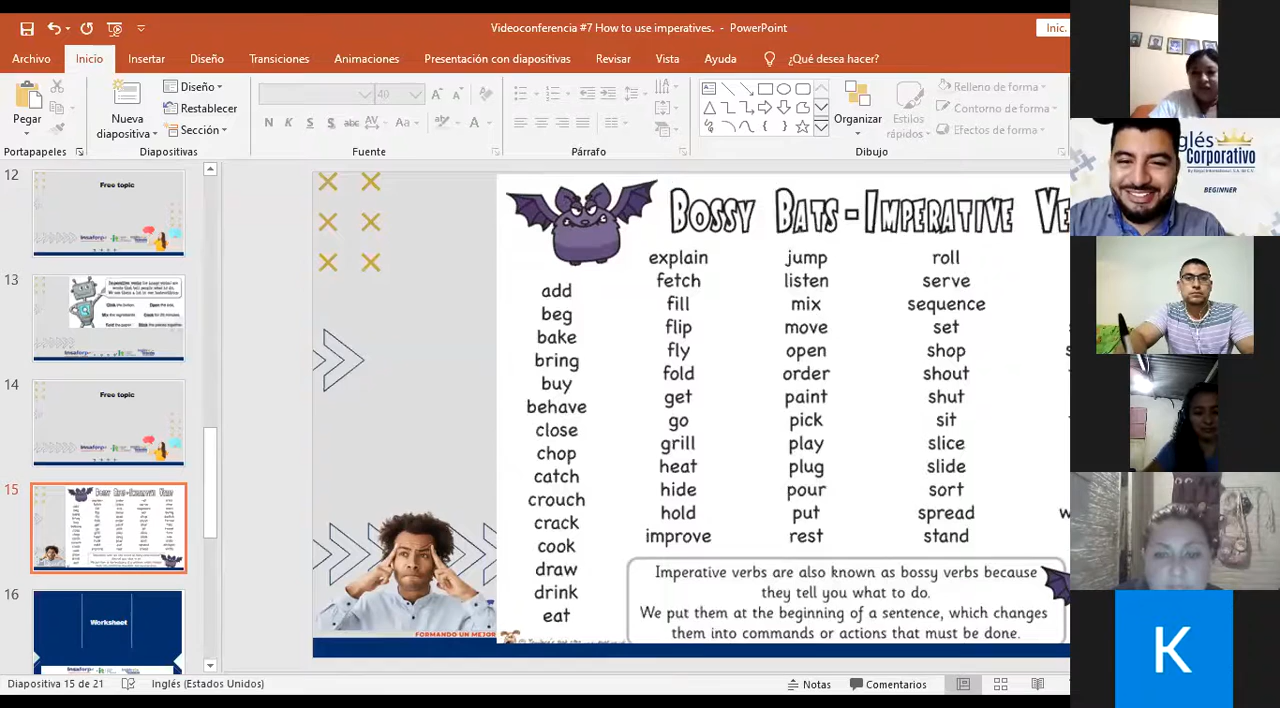 Videoconferencia #7 How to use imperatives. - PowerPoint
Inic.
Archivo Inicio Insertar Diseño Transiciones Animaciones Presentación con diapositivas Revisar Vista Ayuda ¿Qué desea hacer?
Pegar
Nueva diapositiva
Diseño
Restablecer
Sección
40
N K S S abc AV Aa A
Organizar
Estilos rápidos
Relleno de forma
Contorno de forma
Efectos de forma
Portapapeles Diapositivas Fuente Párrafo Dibujo
12
Free topic
13
14
Free topic
15
16
Worksheet
BOSSY BATS - IMPERATIVE
add
beg
bake
bring
buy
behave
close
chop
catch
crouch
crack
cook
draw
drink
eat
explain
fetch
fill
flip
fly
fold
get
go
grill
heat
hide
hold
improve
jump
listen
mix
move
open
order
paint
pick
play
plug
pour
put
rest
roll
serve
sequence
set
shop
shout
shut
sit
slice
slide
sort
spread
stand
Imperative verbs are also known as bossy verbs because
they tell you what to do.
We put them at the beginning of a sentence, which changes
them into commands or actions that must be done.
FORMANDO UN MEJOR
Diapositiva 15 de 21 Inglés (Estados Unidos) Notas Comentarios
Corporativo
BEGINNER
K